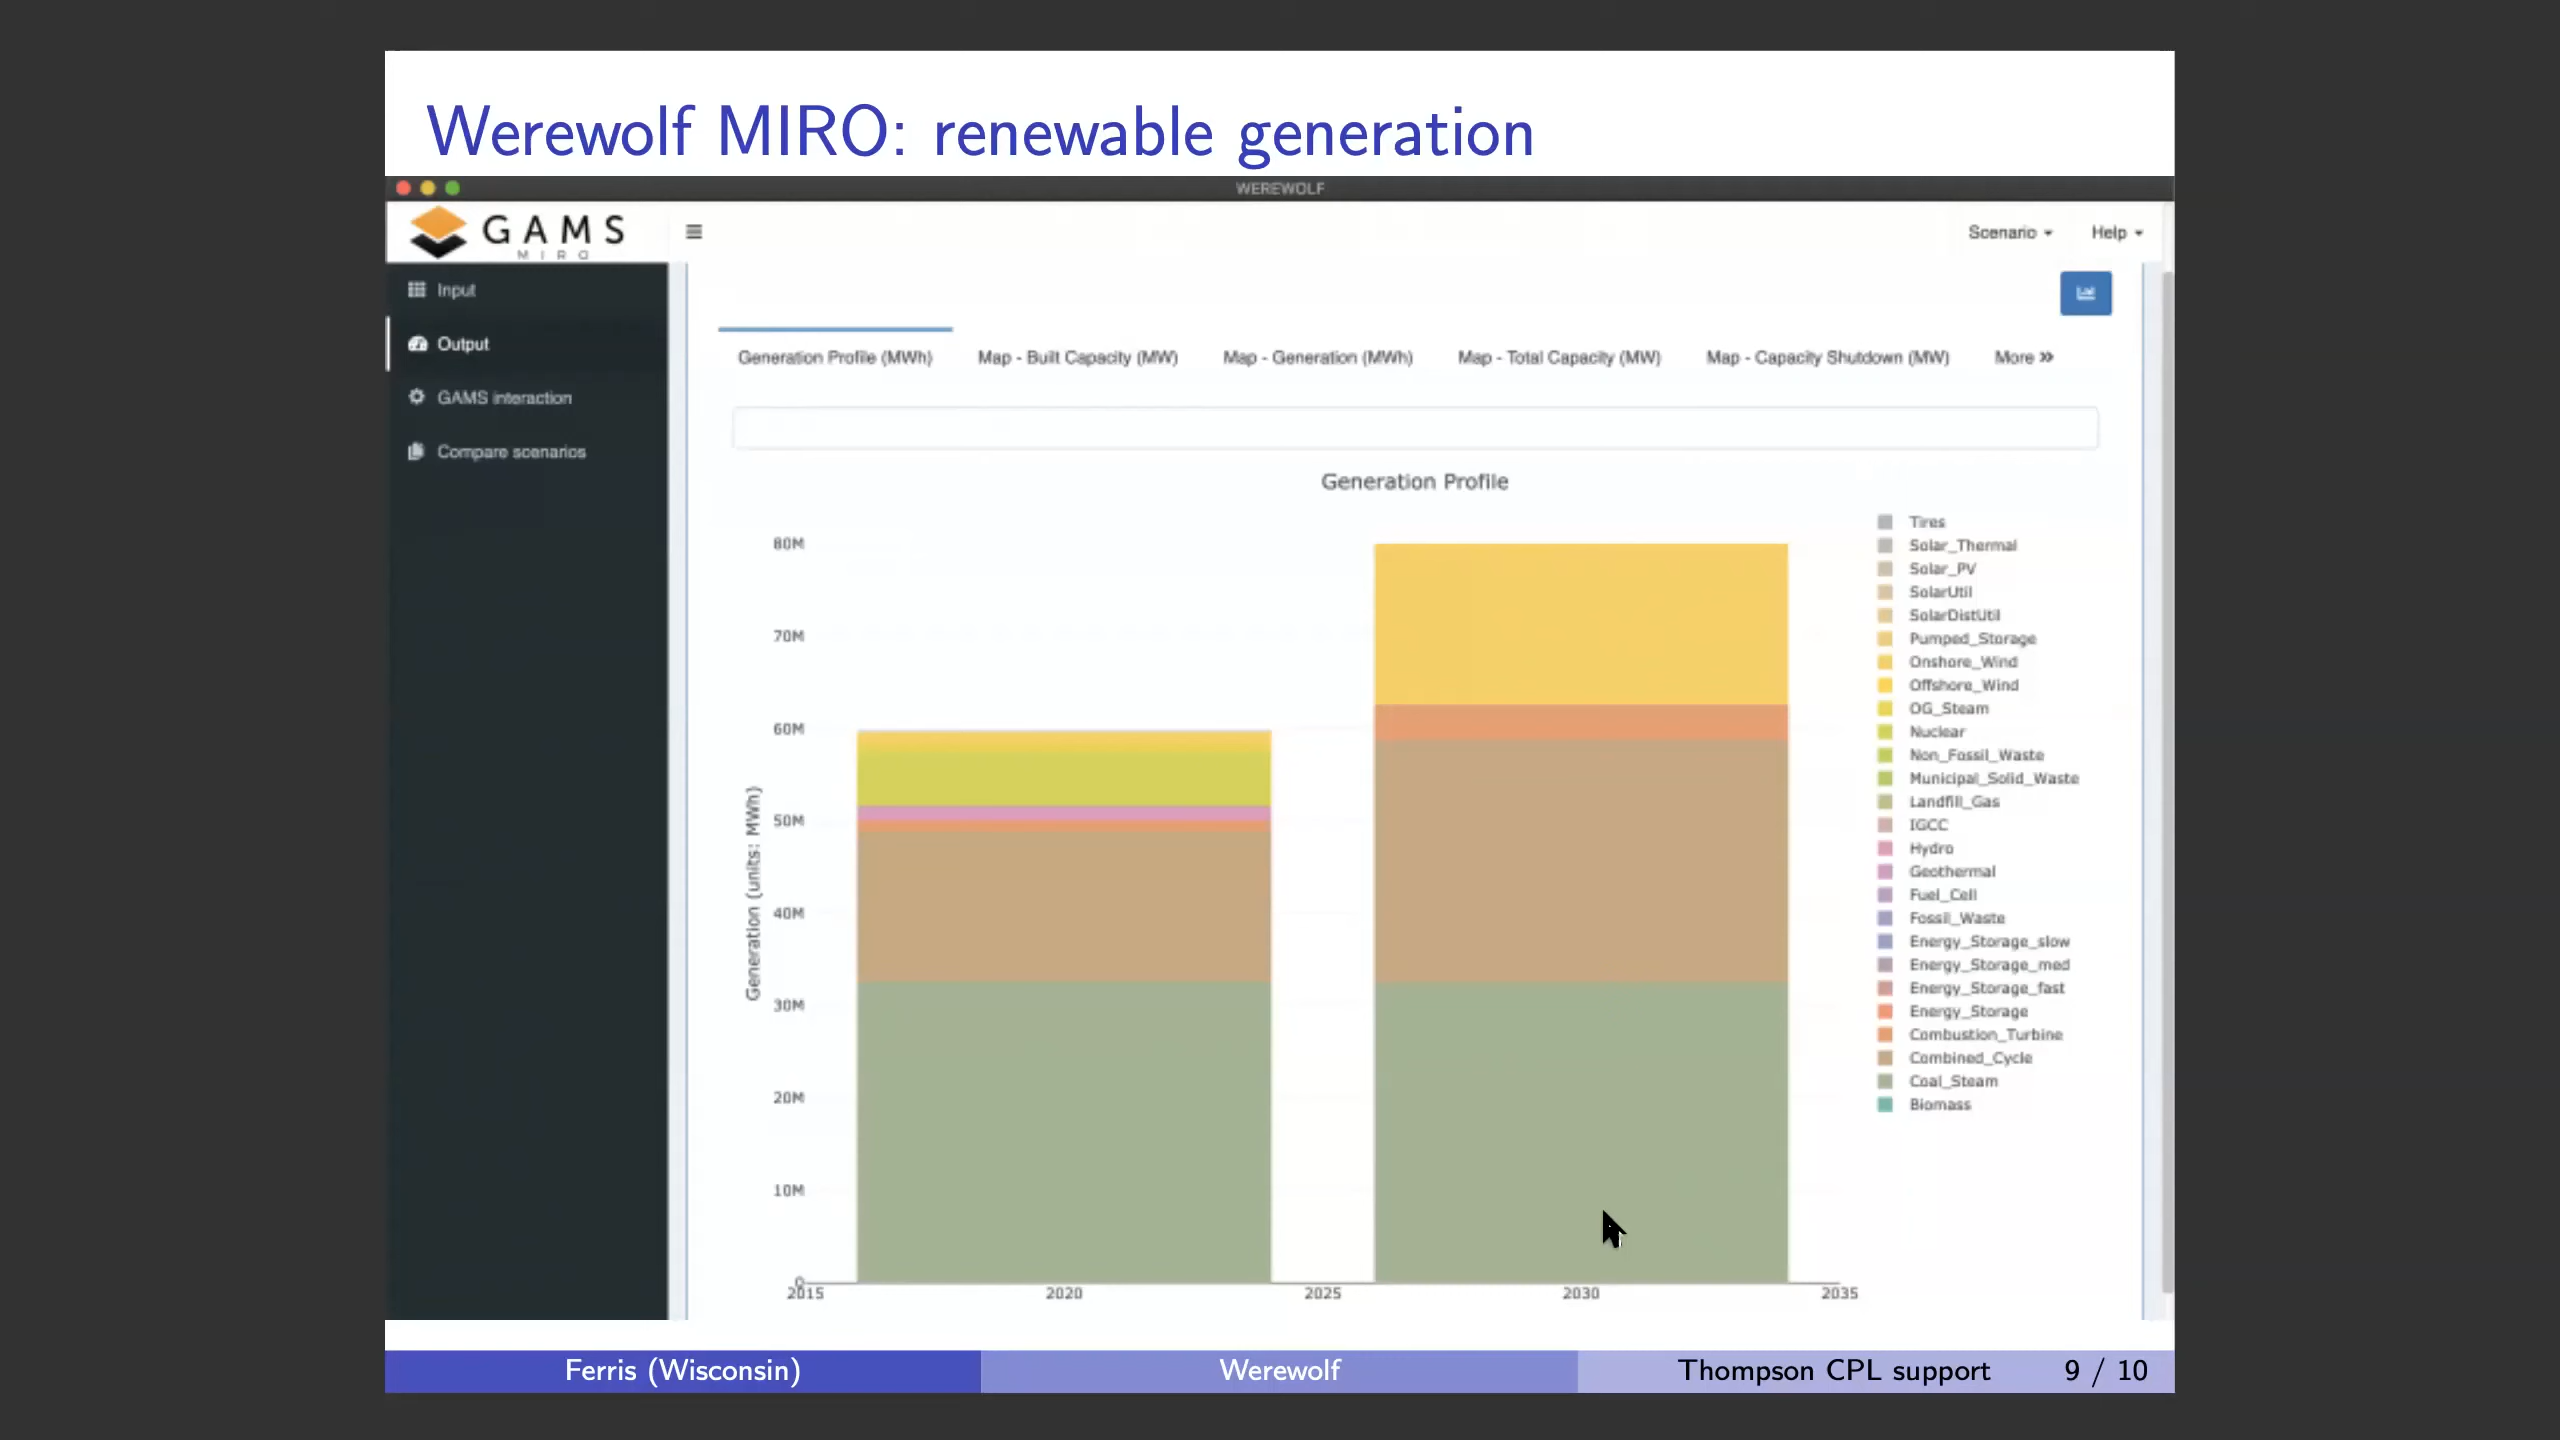 Werewolf MIRO: renewable generation
WEREWOLF
GAMS
MIRO
Scenario
Help
Input
Output
GAMS interaction
Compare scenarios
Generation Profile (MWh)
Map - Built Capacity (MW)
Map - Generation (MWh)
Map - Total Capacity (MW)
Map - Capacity Shutdown (MW)
More »
Generation Profile
Generation (units: MWh)
80M
70M
60M
50M
40M
30M
20M
10M
0
2015
2020
2025
2030
2035
Tires
Solar_Thermal
Solar_PV
SolarUtil
SolarDistUtil
Pumped_Storage
Onshore_Wind
Offshore_Wind
OG_Steam
Nuclear
Non_Fossil_Waste
Municipal_Solid_Waste
Landfill_Gas
IGCC
Hydro
Geothermal
Fuel_Cell
Fossil_Waste
Energy_Storage_slow
Energy_Storage_med
Energy_Storage_fast
Energy_Storage
Combustion_Turbine
Combined_Cycle
Coal_Steam
Biomass
Ferris (Wisconsin)
Werewolf
Thompson CPL support
9 / 10